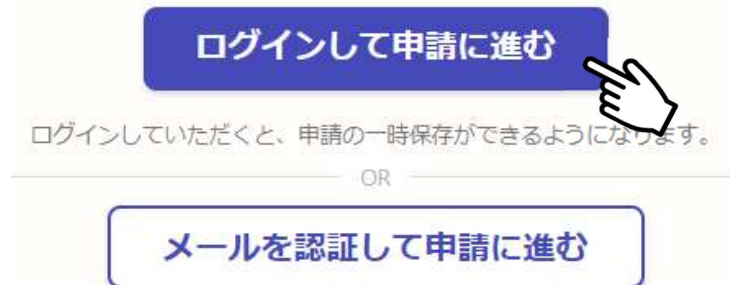 ログインして申請に進む
ログインしていただくと、申請の一時保存ができるようになります。
OR
メールを認証して申請に進む